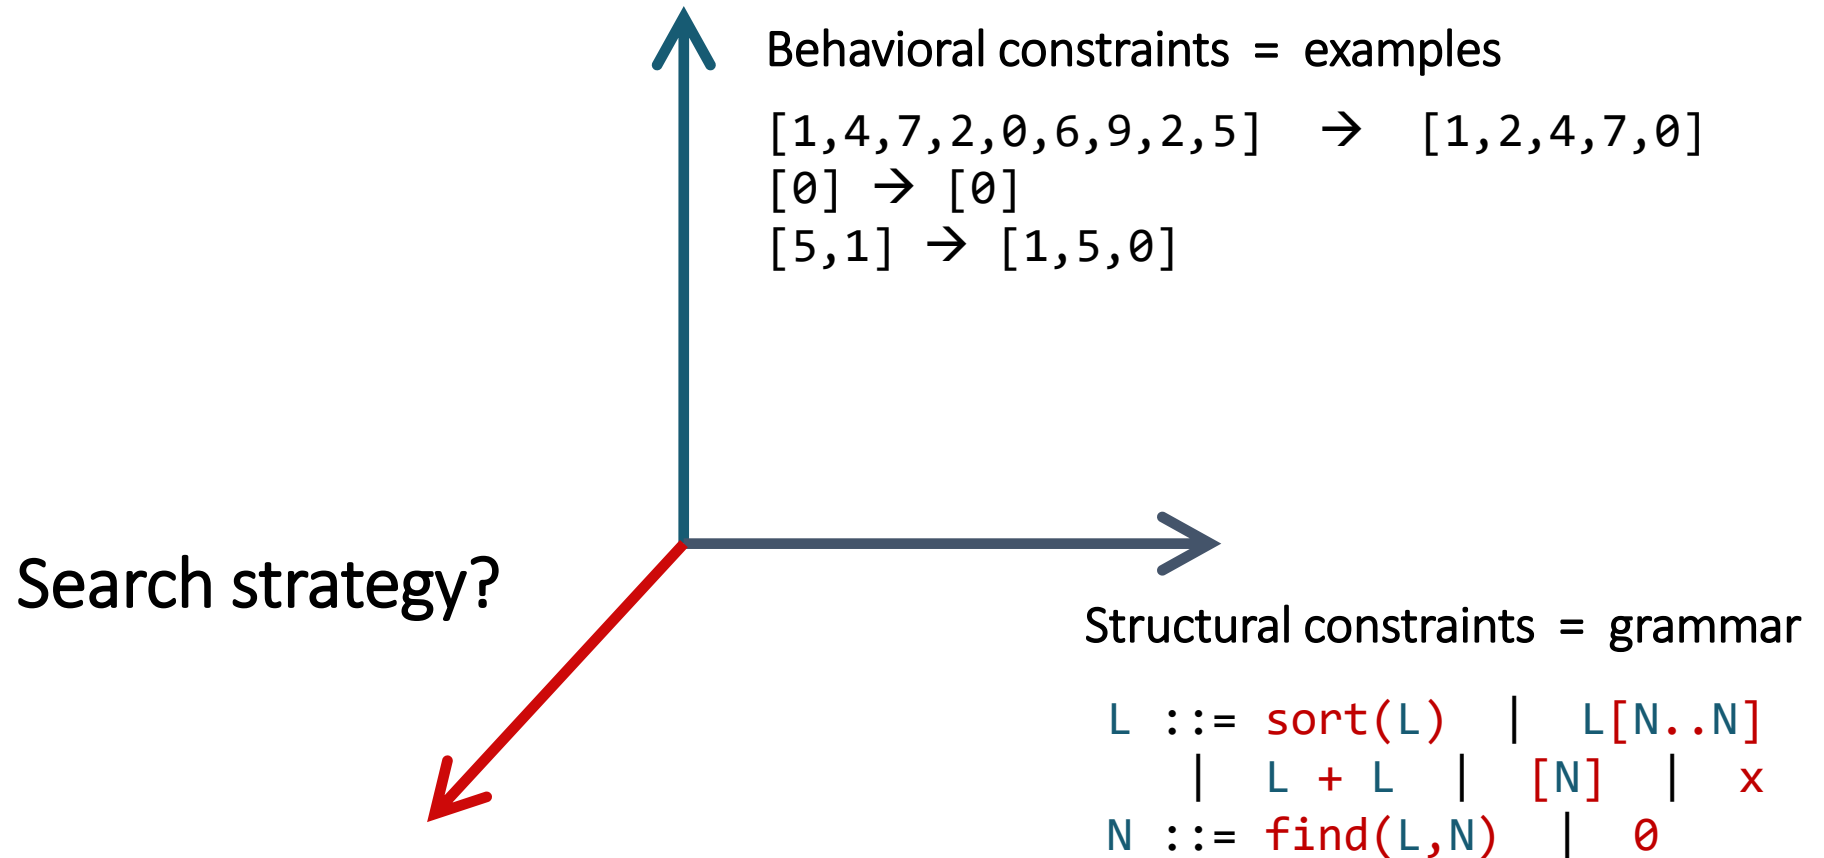 Behavioral constraints = examples
[1,4,7,2,0,6,9,2,5] → [1,2,4,7,0]
[0] → [0]
[5,1] → [1,5,0]
Search strategy?
Structural constraints = grammar
L ::= sort(L) | L[N..N]
| L + L | [N] | x
N ::= find(L,N) | 0